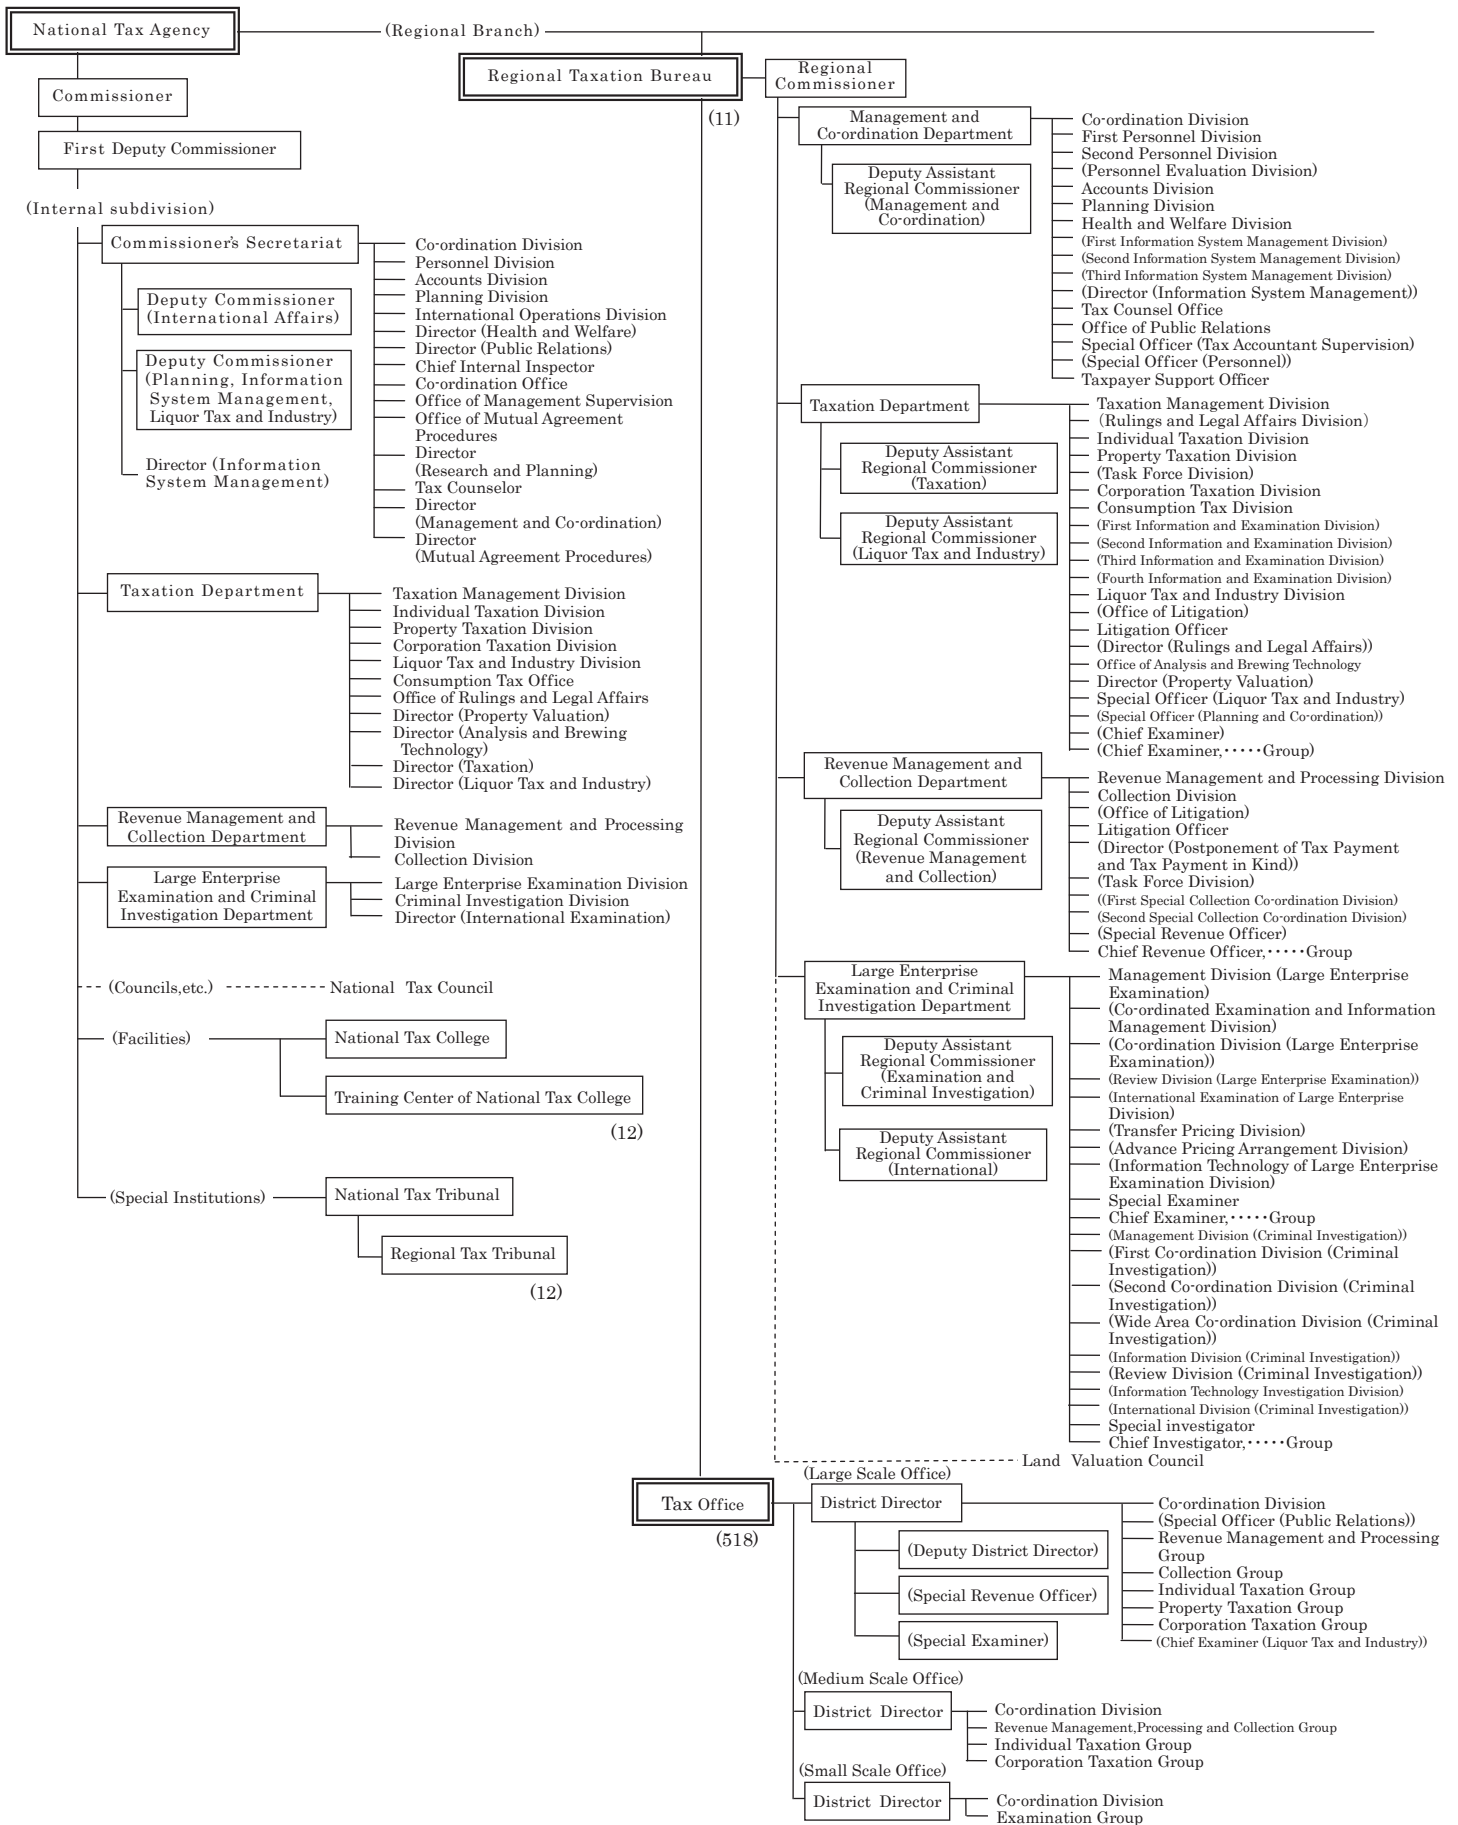 National Tax Agency
(Regional Branch)
Commissioner
First Deputy Commissioner
(Internal subdivision)
Commissioner's Secretariat
Deputy Commissioner
(International Affairs)
Deputy Commissioner
(Planning, Information
System Management,
Liquor Tax and Industry)
Director (Information
System Management)
Co-ordination Division
Personnel Division
Accounts Division
Planning Division
International Operations Division
Director (Health and Welfare)
Director (Public Relations)
Chief Internal Inspector
Co-ordination Office
Office of Management Supervision
Office of Mutual Agreement
Procedures
Director
(Research and Planning)
Tax Counselor
Director
(Management and Co-ordination)
Director
(Mutual Agreement Procedures)
Taxation Department
Taxation Management Division
Individual Taxation Division
Property Taxation Division
Corporation Taxation Division
Liquor Tax and Industry Division
Consumption Tax Office
Office of Rulings and Legal Affairs
Director (Property Valuation)
Director (Analysis and Brewing
Technology)
Director (Taxation)
Director (Liquor Tax and Industry)
Revenue Management and
Collection Department
Revenue Management and Processing
Division
Collection Division
Large Enterprise
Examination and Criminal
Investigation Department
Large Enterprise Examination Division
Criminal Investigation Division
Director (International Examination)
(Councils,etc.)
National Tax Council
(Facilities)
National Tax College
Training Center of National Tax College
(12)
(Special Institutions)
National Tax Tribunal
Regional Tax Tribunal
(12)
Regional Taxation Bureau
(11)
Regional
Commissioner
Management and
Co-ordination Department
Deputy Assistant
Regional Commissioner
(Management and
Co-ordination)
Co-ordination Division
First Personnel Division
Second Personnel Division
(Personnel Evaluation Division)
Accounts Division
Planning Division
Health and Welfare Division
(First Information System Management Division)
(Second Information System Management Division)
(Third Information System Management Division)
(Director (Information System Management))
Tax Counsel Office
Office of Public Relations
Special Officer (Tax Accountant Supervision)
(Special Officer (Personnel))
Taxpayer Support Officer
Taxation Department
Deputy Assistant
Regional Commissioner
(Taxation)
Deputy Assistant
Regional Commissioner
(Liquor Tax and Industry)
Taxation Management Division
(Rulings and Legal Affairs Division)
Individual Taxation Division
Property Taxation Division
(Task Force Division)
Corporation Taxation Division
Consumption Tax Division
(First Information and Examination Division)
(Second Information and Examination Division)
(Third Information and Examination Division)
(Fourth Information and Examination Division)
Liquor Tax and Industry Division
(Office of Litigation)
Litigation Officer
(Director (Rulings and Legal Affairs))
Office of Analysis and Brewing Technology
Director (Property Valuation)
Special Officer (Liquor Tax and Industry)
(Special Officer (Planning and Co-ordination))
(Chief Examiner)
(Chief Examiner,·····Group)
Revenue Management and
Collection Department
Deputy Assistant
Regional Commissioner
(Revenue Management
and Collection)
Revenue Management and Processing Division
Collection Division
(Office of Litigation)
Litigation Officer
(Director (Postponement of Tax Payment
and Tax Payment in Kind))
(Task Force Division)
((First Special Collection Co-ordination Division)
(Second Special Collection Co-ordination Division)
(Special Revenue Officer)
Chief Revenue Officer,·····Group
Large Enterprise
Examination and Criminal
Investigation Department
Deputy Assistant
Regional Commissioner
(Examination and
Criminal Investigation)
Deputy Assistant
Regional Commissioner
(International)
Management Division (Large Enterprise
Examination)
(Co-ordinated Examination and Information
Management Division)
(Co-ordination Division (Large Enterprise
Examination))
(Review Division (Large Enterprise Examination))
(International Examination of Large Enterprise
Division)
(Transfer Pricing Division)
(Advance Pricing Arrangement Division)
(Information Technology of Large Enterprise
Examination Division)
Special Examiner
Chief Examiner,·····Group
(Management Division (Criminal Investigation))
(First Co-ordination Division (Criminal
Investigation))
(Second Co-ordination Division (Criminal
Investigation))
(Wide Area Co-ordination Division (Criminal
Investigation))
(Information Division (Criminal Investigation))
(Review Division (Criminal Investigation))
(Information Technology Investigation Division)
(International Division (Criminal Investigation))
Special investigator
Chief Investigator,·····Group
Land Valuation Council
Tax Office
(518)
(Large Scale Office)
District Director
(Deputy District Director)
(Special Revenue Officer)
(Special Examiner)
Co-ordination Division
(Special Officer (Public Relations))
Revenue Management and Processing
Group
Collection Group
Individual Taxation Group
Property Taxation Group
Corporation Taxation Group
(Chief Examiner (Liquor Tax and Industry))
(Medium Scale Office)
District Director
Co-ordination Division
Revenue Management,Processing and Collection Group
Individual Taxation Group
Corporation Taxation Group
(Small Scale Office)
District Director
Co-ordination Division
Examination Group